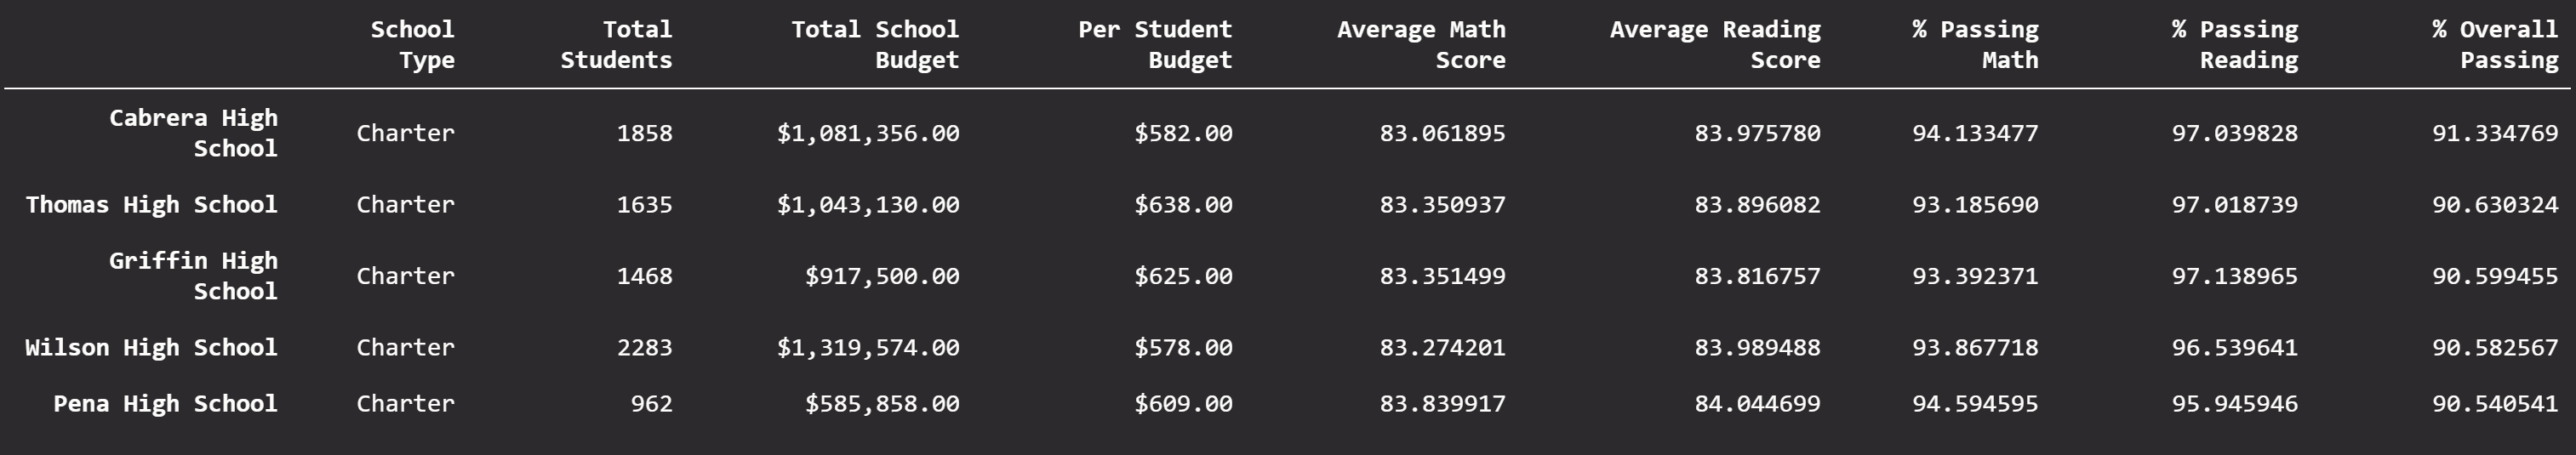 School Total Total School Per Student Average Math Average Reading % Passing % Passing % Overall
Type Students Budget Budget Score Score Math Reading Passing
Cabrera High
School Charter 1858 $1,081,356.00 $582.00 83.061895 83.975780 94.133477 97.039828 91.334769
Thomas High School Charter 1635 $1,043,130.00 $638.00 83.350937 83.896082 93.185690 97.018739 90.630324
Griffin High
School Charter 1468 $917,500.00 $625.00 83.351499 83.816757 93.392371 97.138965 90.599455
Wilson High School Charter 2283 $1,319,574.00 $578.00 83.274201 83.989488 93.867718 96.539641 90.582567
Pena High School Charter 962 $585,858.00 $609.00 83.839917 84.044699 94.594595 95.945946 90.540541